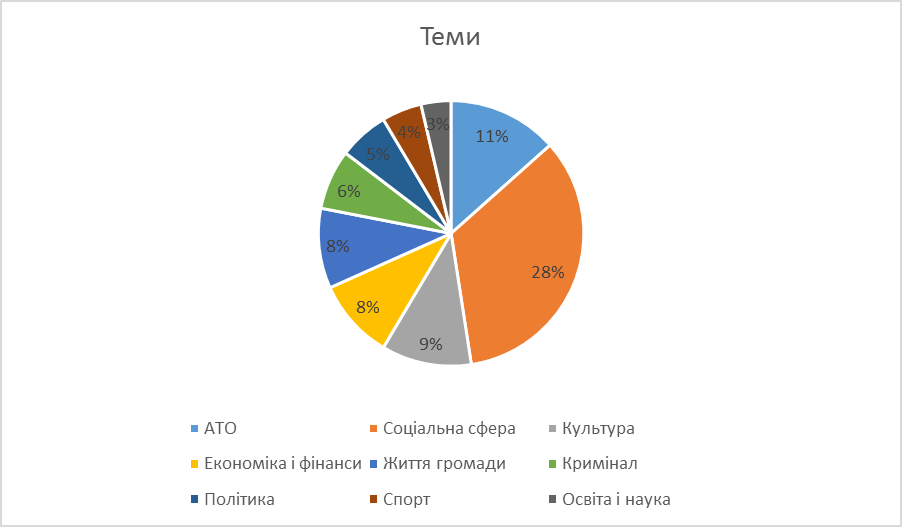 Теми
11%
28%
9%
8%
8%
6%
5%
4%
3%
АТО
Соціальна сфера
Культура
Економіка і фінанси
Життя громади
Кримінал
Політика
Спорт
Освіта і наука